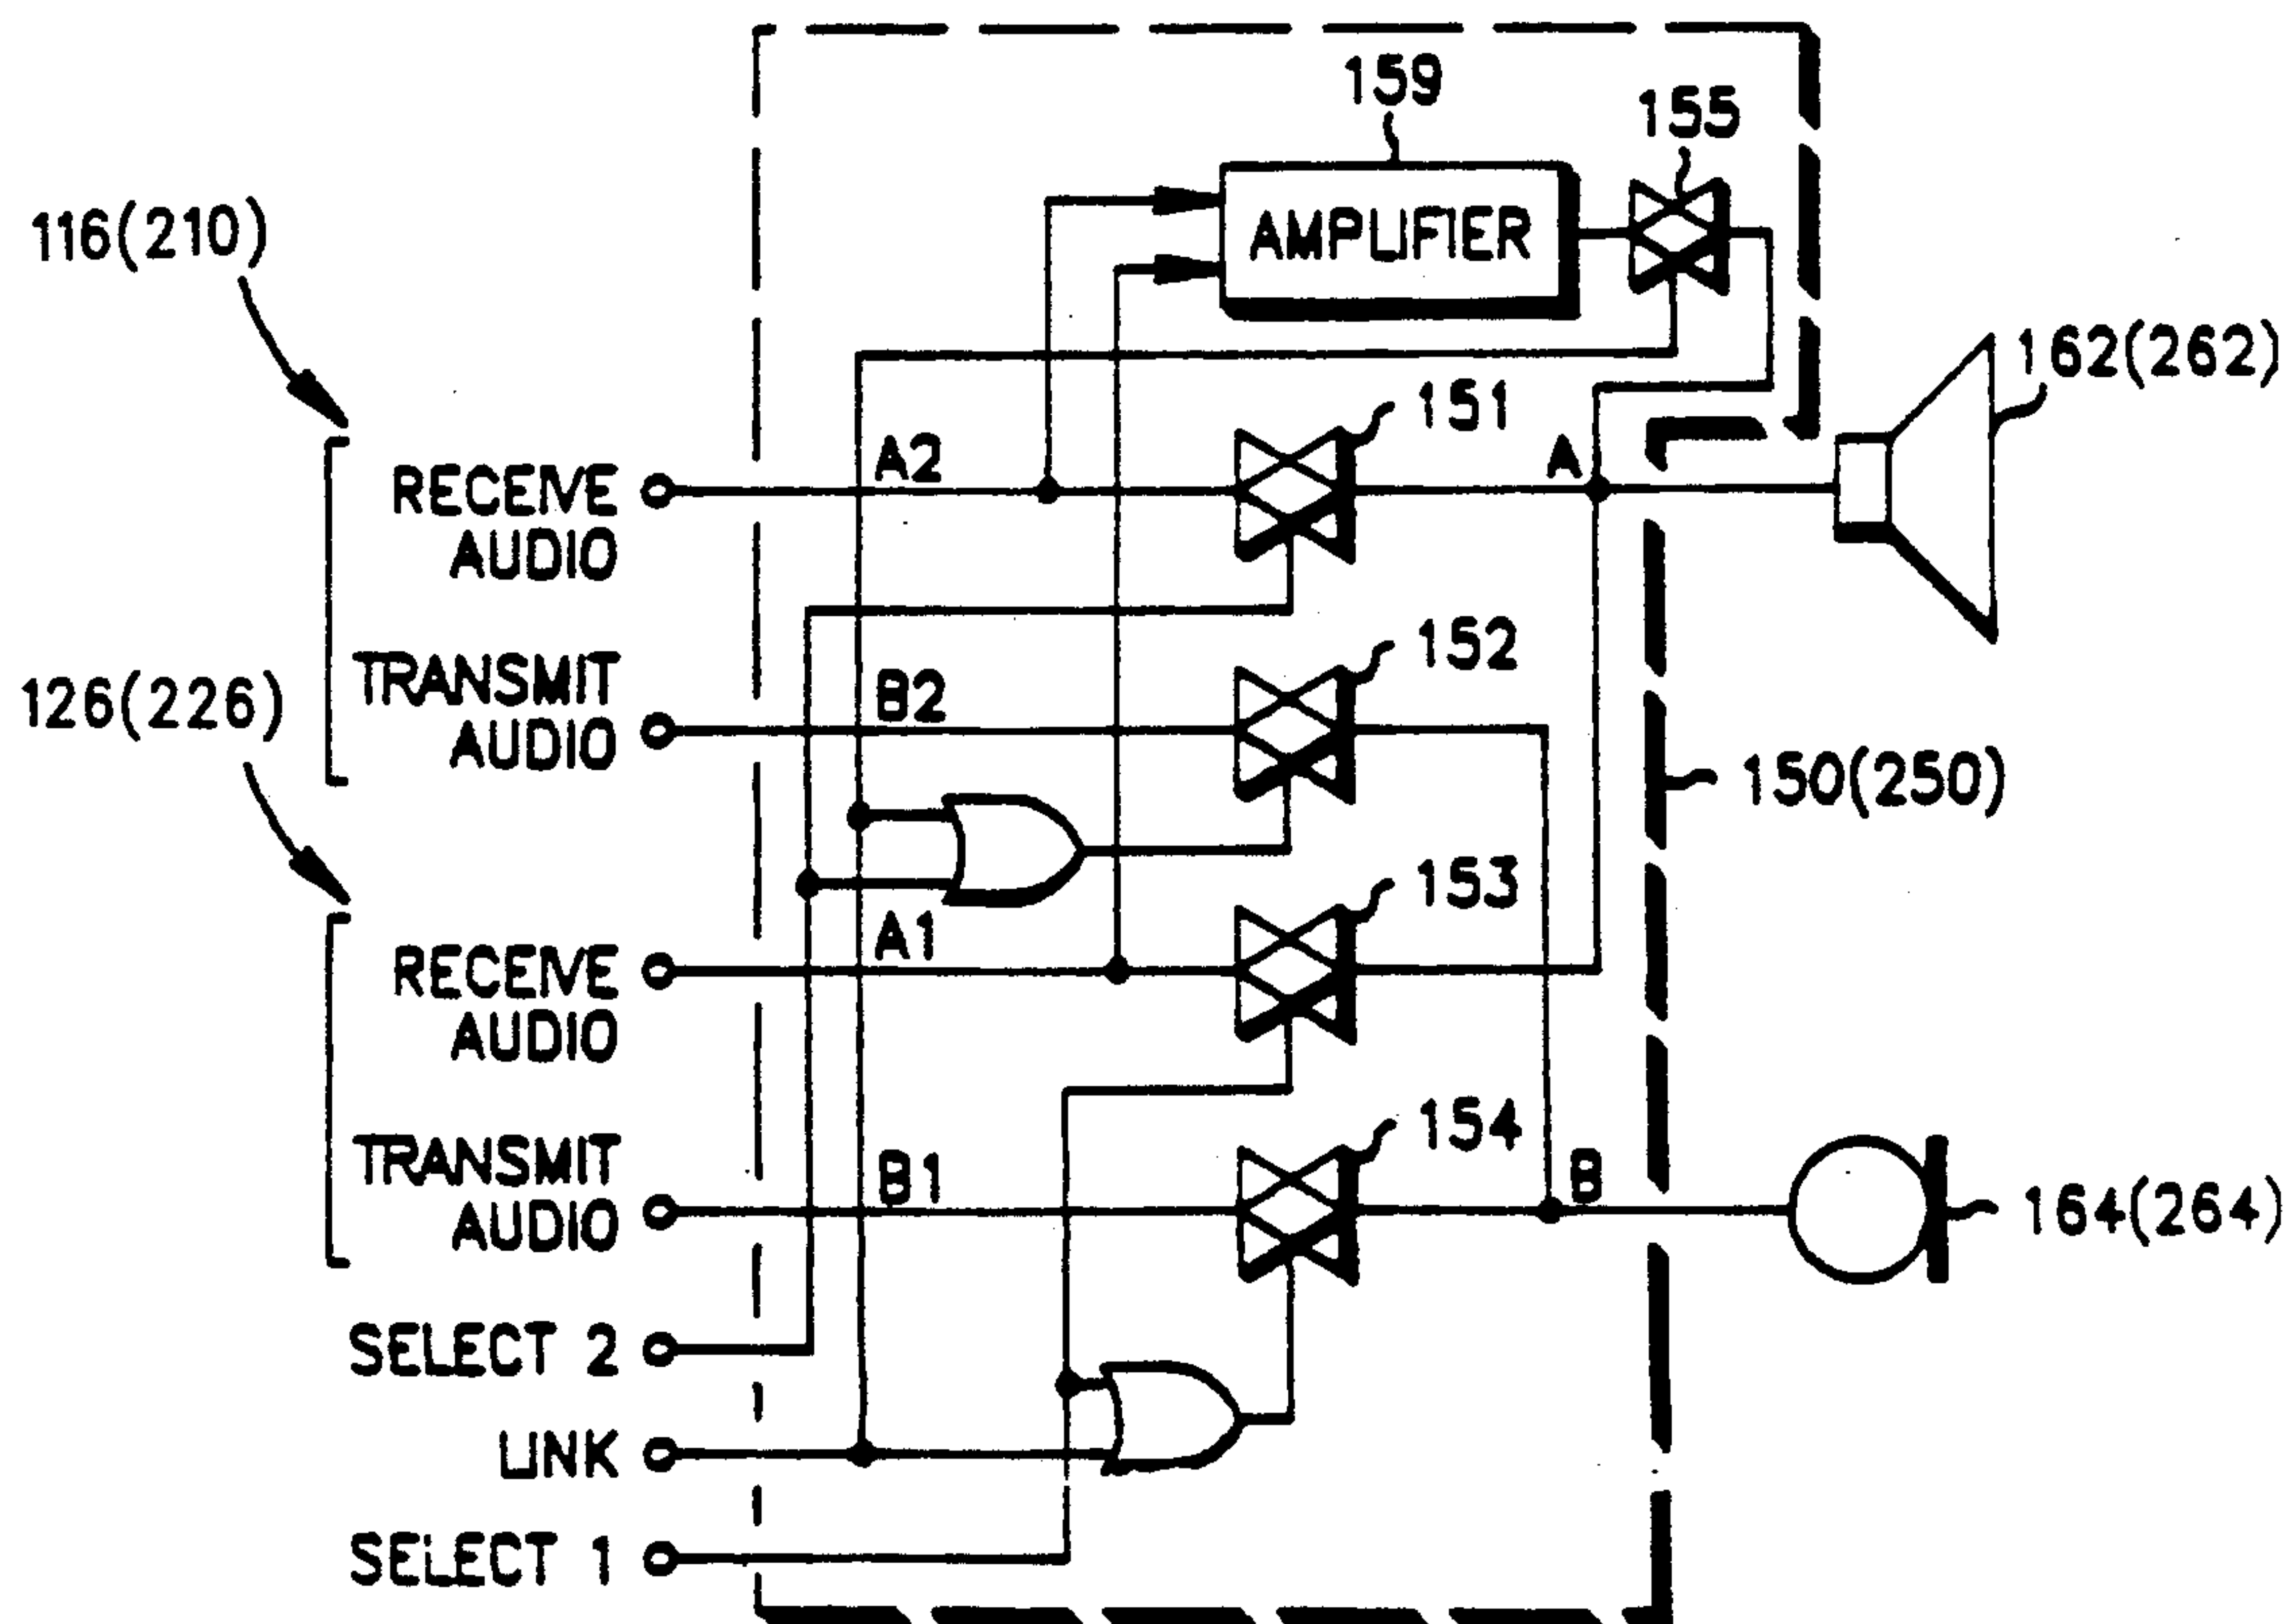 159
155
116(210)
AMPLIFIER
162(262)
151
A2
A
RECEIVE
AUDIO
152
TRANSMIT
AUDIO
B2
126(226)
150(250)
153
A1
RECEIVE
AUDIO
154
TRANSMIT
AUDIO
B1
B
164(264)
SELECT 2
LINK
SELECT 1